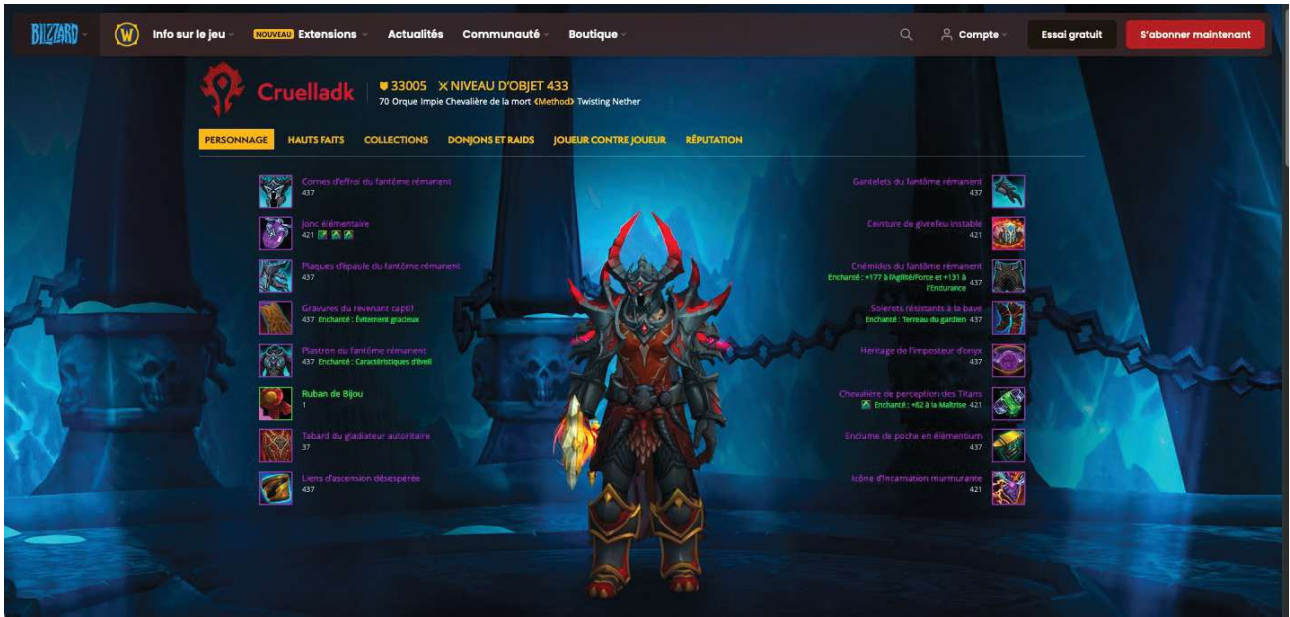 BLIZZARD
W
Info sur le jeu
NOUVEAU Extensions
Actualités
Communauté
Boutique
Compte
Essai gratuit
S'abonner maintenant
Cruelladk
33005 NIVEAU D'OBJET 433
70 Orque Impie Chevalière de la mort <Method> Twisting Nether
PERSONNAGE
HAUTS FAITS
COLLECTIONS
DONJONS ET RAIDS
JOUEUR CONTRE JOUEUR
RÉPUTATION
Cornes d'effroi du fantôme rémanent
437
Jonc élémentaire
421
Plaques d'épaule du fantôme rémanent
437
Gravures du revenant captif
437 Enchanté : Évitement gracieux
Plastron du fantôme rémanent
437 Enchanté : Caractéristiques d'éveil
Ruban de Bijou
1
Tabard du gladiateur autoritaire
37
Liens d'ascension désespérée
437
Gantelets du fantôme rémanent
437
Ceinture de givrefeu instable
421
Cnémides du fantôme rémanent
Enchanté : +177 à l'Agilité/Force et +131 à
l'Endurance 437
Solerets résistants à la bave
Enchanté : Terreau du gardien 437
Héritage de l'imposteur d'onyx
437
Chevalière de perception des Titans
Enchanté : +82 à la Maîtrise 421
Enclume de poche en élémentium
437
Icône d'incarnation murmurante
421